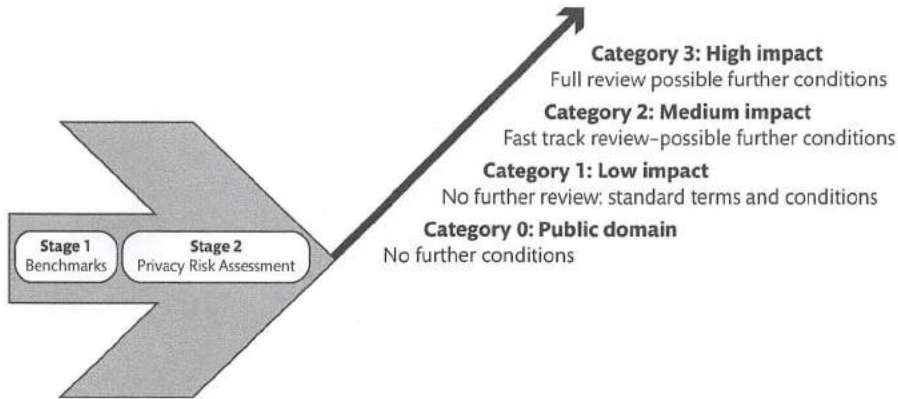 Category 3: High impact
Full review possible further conditions
Category 2: Medium impact
Fast track review–possible further conditions
Category 1: Low impact
No further review: standard terms and conditions
Category 0: Public domain
No further conditions
Stage 1
Benchmarks
Stage 2
Privacy Risk Assessment